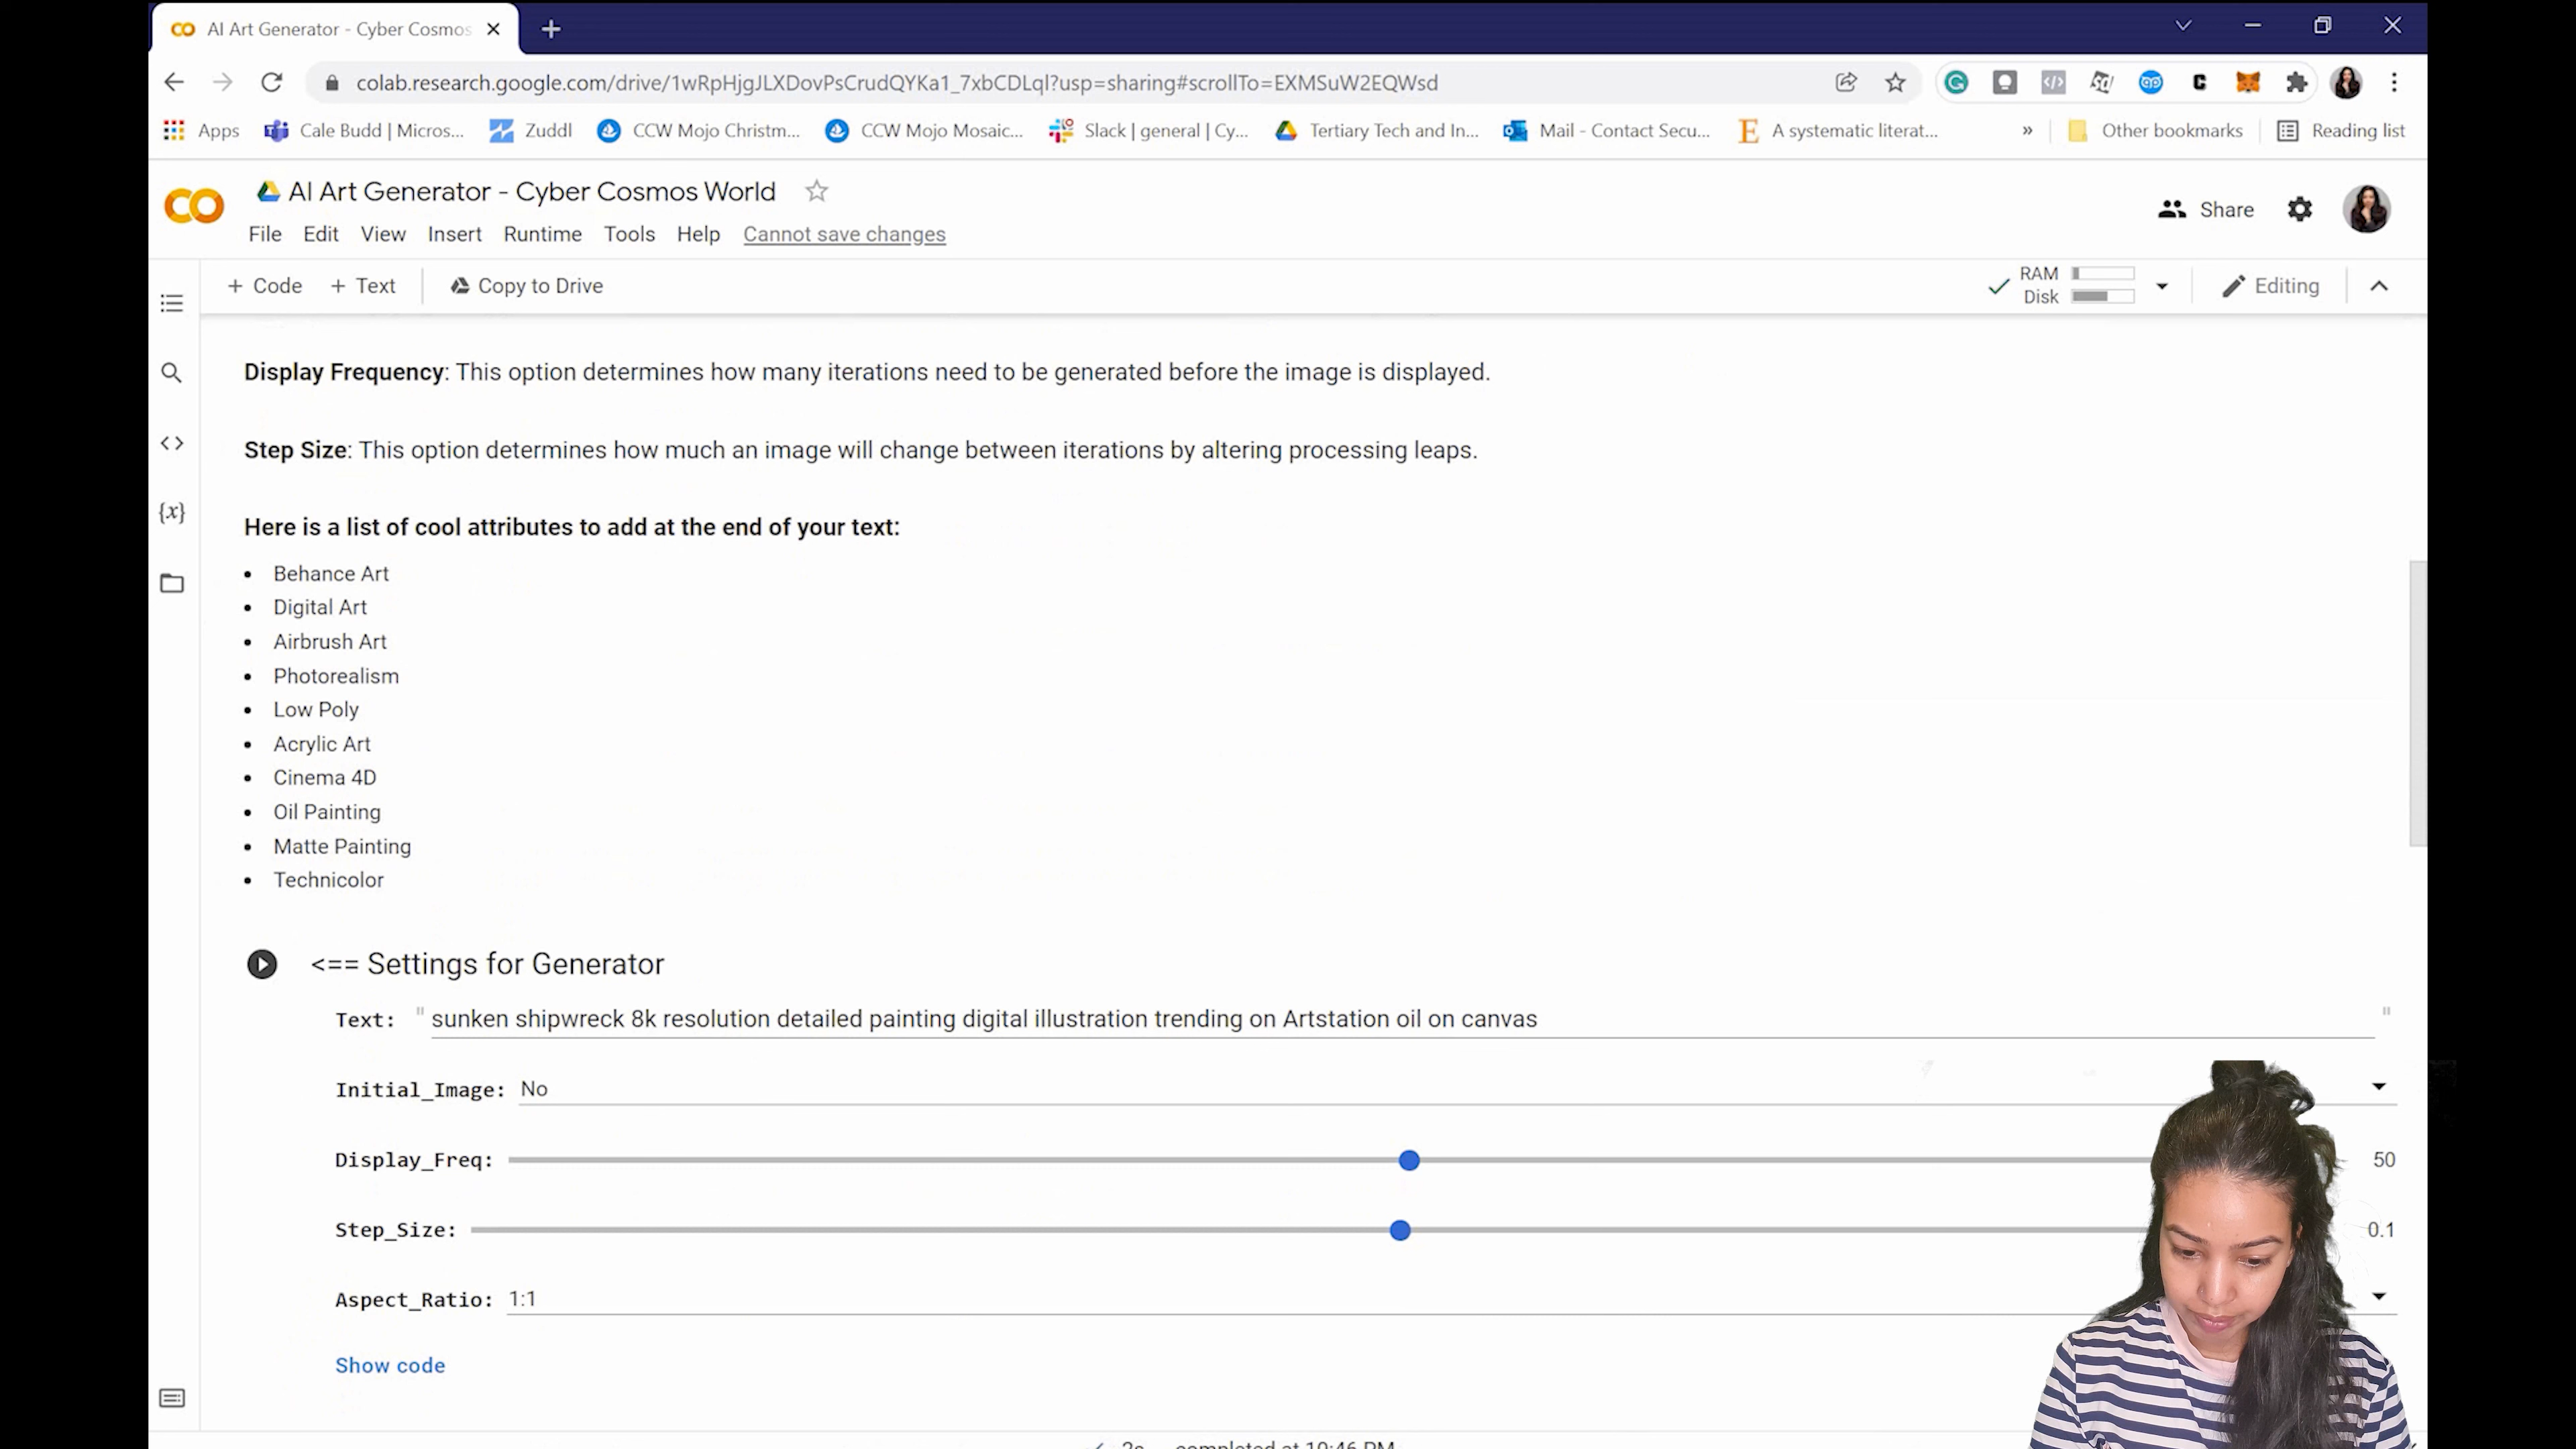 AI Art Generator - Cyber Cosmos
colab.research.google.com/drive/1wRpHjgJLXDovPsCrudQYKa1_7xbCDLql?usp=sharing#scrollTo=EXMSuW2EQWsd
Apps Cale Budd | Micros... Zuddl CCW Mojo Christm... CCW Mojo Mosaic... Slack | general | Cy... Tertiary Tech and In... Mail - Contact Secu... A systematic literat... » Other bookmarks Reading list
AI Art Generator - Cyber Cosmos World
Share
File Edit View Insert Runtime Tools Help Cannot save changes
+ Code + Text Copy to Drive
RAM
Disk
Editing
Display Frequency: This option determines how many iterations need to be generated before the image is displayed.
Step Size: This option determines how much an image will change between iterations by altering processing leaps.
Here is a list of cool attributes to add at the end of your text:
• Behance Art
• Digital Art
• Airbrush Art
• Photorealism
• Low Poly
• Acrylic Art
• Cinema 4D
• Oil Painting
• Matte Painting
• Technicolor
<== Settings for Generator
Text: " sunken shipwreck 8k resolution detailed painting digital illustration trending on Artstation oil on canvas "
Initial_Image: No
Display_Freq: 50
Step_Size: 0.1
Aspect_Ratio: 1:1
Show code
2s completed at 10:46 PM